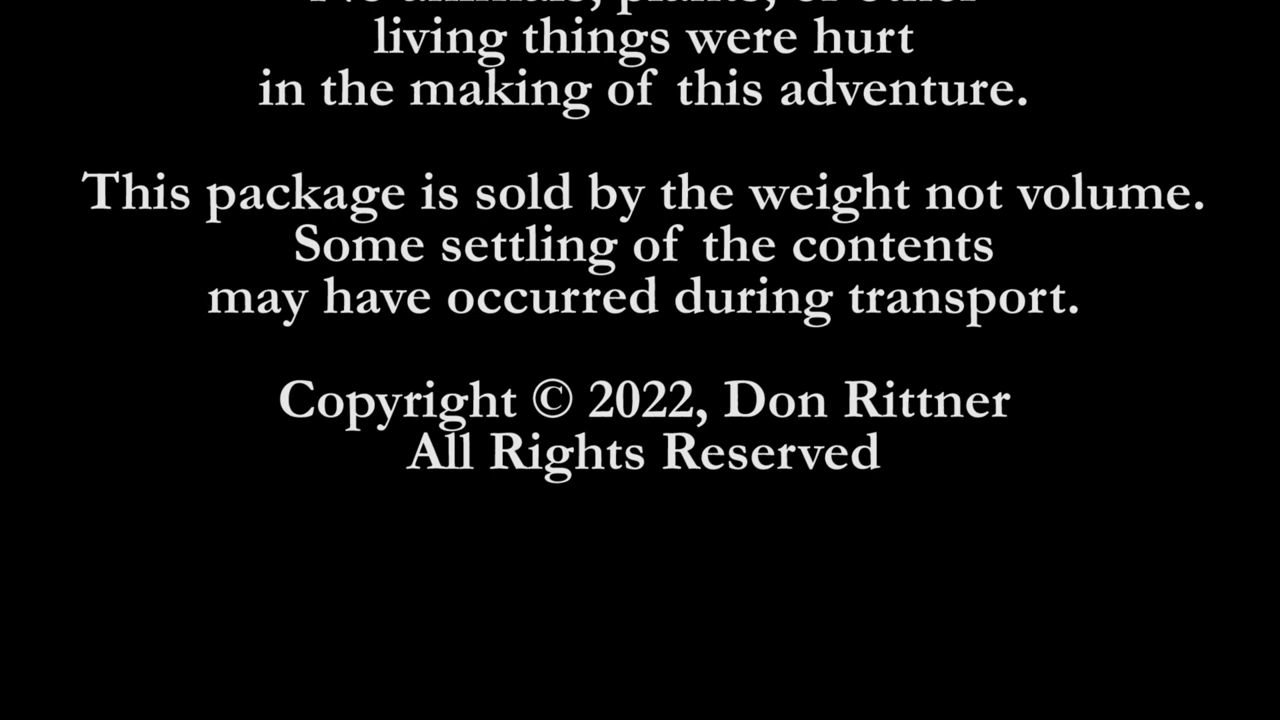 No animals, plants, or other
living things were hurt
in the making of this adventure.
This package is sold by the weight not volume.
Some settling of the contents
may have occurred during transport.
Copyright © 2022, Don Rittner
All Rights Reserved